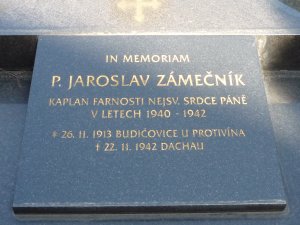 IN MEMORIAM
P. JAROSLAV ZÁMEČNÍK
KAPLAN FARNOSTI NEJSV. SRDCE PÁNĚ
V LETECH 1940 - 1942
* 26. 11. 1913 BUDIČOVICE U PROTIVÍNA
† 22. 11. 1942 DACHAU